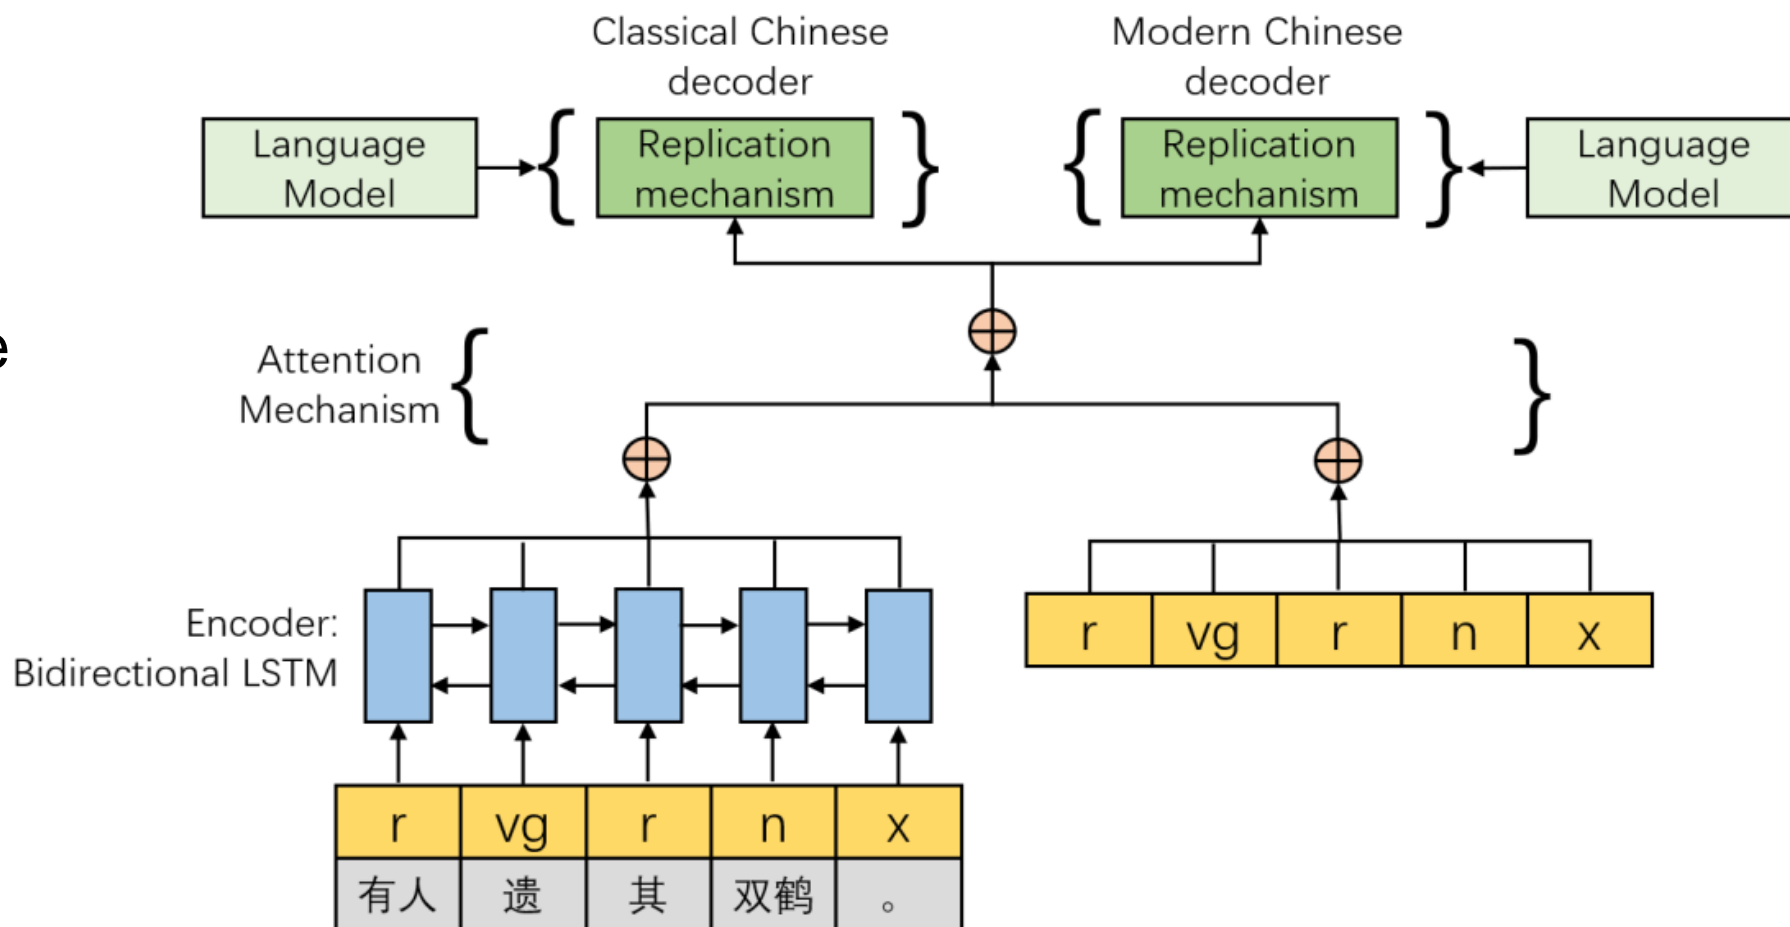 Classical Chinese
decoder
Modern Chinese
decoder
Language
Model
Replication
mechanism
Replication
mechanism
Language
Model
e
Attention
Mechanism
Encoder:
Bidirectional LSTM
r vg r n x
r vg r n x
有人 遗 其 双鹤 。